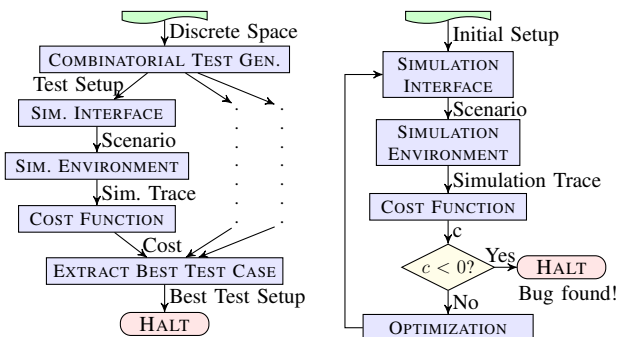 Discrete Space
COMBINATORIAL TEST GEN.
Test Setup
SIM. INTERFACE
Scenario
SIM. ENVIRONMENT
Sim. Trace
COST FUNCTION
Cost
EXTRACT BEST TEST CASE
Best Test Setup
HALT
Initial Setup
SIMULATION
INTERFACE
Scenario
SIMULATION
ENVIRONMENT
Simulation Trace
COST FUNCTION
c
c < 0?
Yes
HALT
Bug found!
No
OPTIMIZATION